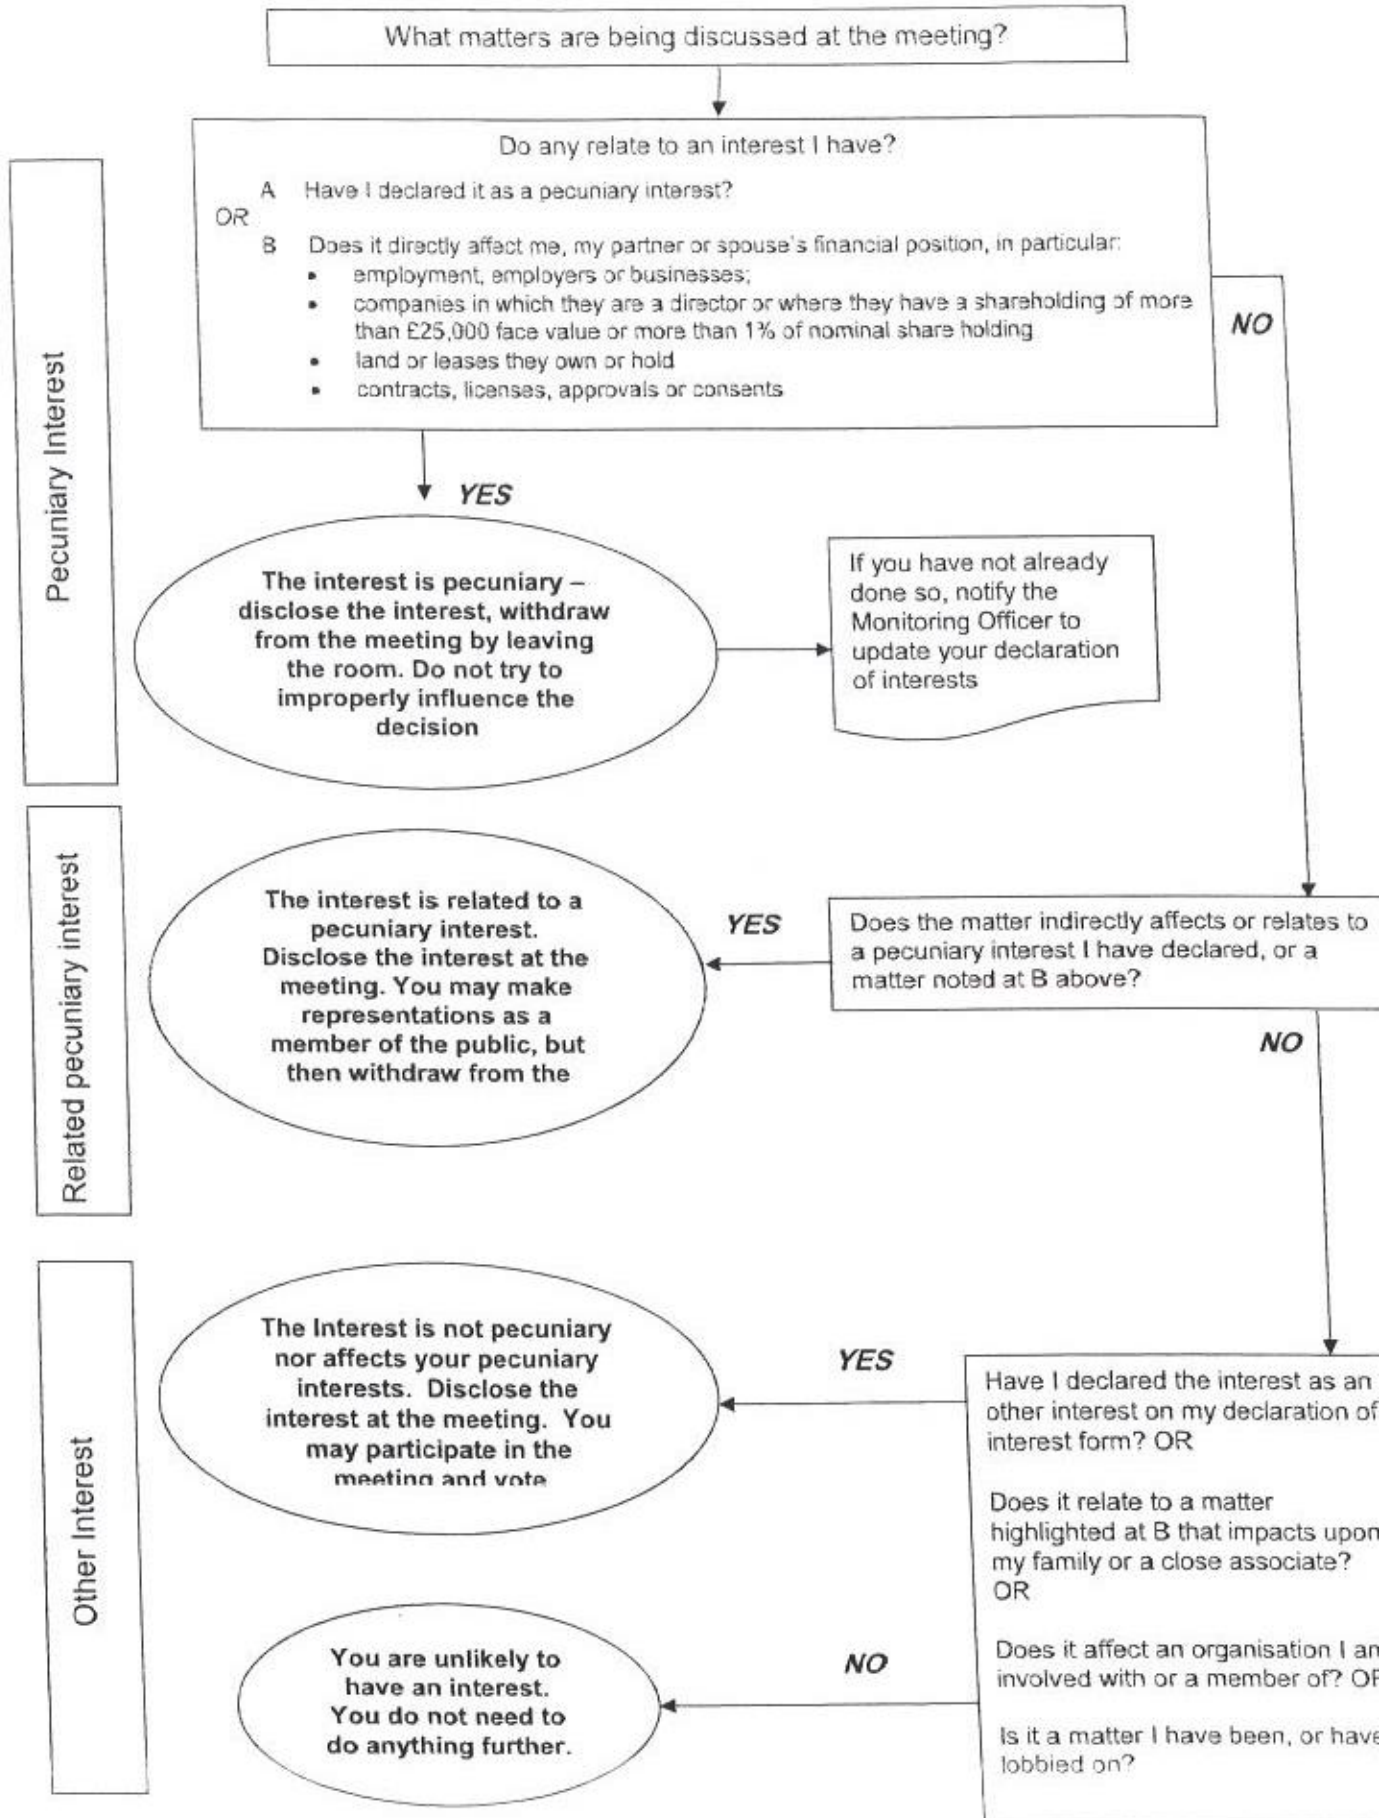 What matters are being discussed at the meeting?
Do any relate to an interest I have?
A Have I declared it as a pecuniary interest?
OR
B Does it directly affect me, my partner or spouse's financial position, in particular:
• employment, employers or businesses;
• companies in which they are a director or where they have a shareholding of more
than £25,000 face value or more than 1% of nominal share holding
• land or leases they own or hold
• contracts, licenses, approvals or consents
NO
Pecuniary Interest
YES
The interest is pecuniary –
disclose the interest, withdraw
from the meeting by leaving
the room. Do not try to
improperly influence the
decision
If you have not already
done so, notify the
Monitoring Officer to
update your declaration
of interests
Related pecuniary interest
The interest is related to a
pecuniary interest.
Disclose the interest at the
meeting. You may make
representations as a
member of the public, but
then withdraw from the
YES
Does the matter indirectly affects or relates to
a pecuniary interest I have declared, or a
matter noted at B above?
NO
Other Interest
The Interest is not pecuniary
nor affects your pecuniary
interests. Disclose the
interest at the meeting. You
may participate in the
meeting and vote
YES
Have I declared the interest as an
other interest on my declaration of
interest form? OR
Does it relate to a matter
highlighted at B that impacts upon
my family or a close associate?
OR
Does it affect an organisation I am
involved with or a member of? OR
Is it a matter I have been, or have
lobbied on?
NO
You are unlikely to
have an interest.
You do not need to
do anything further.